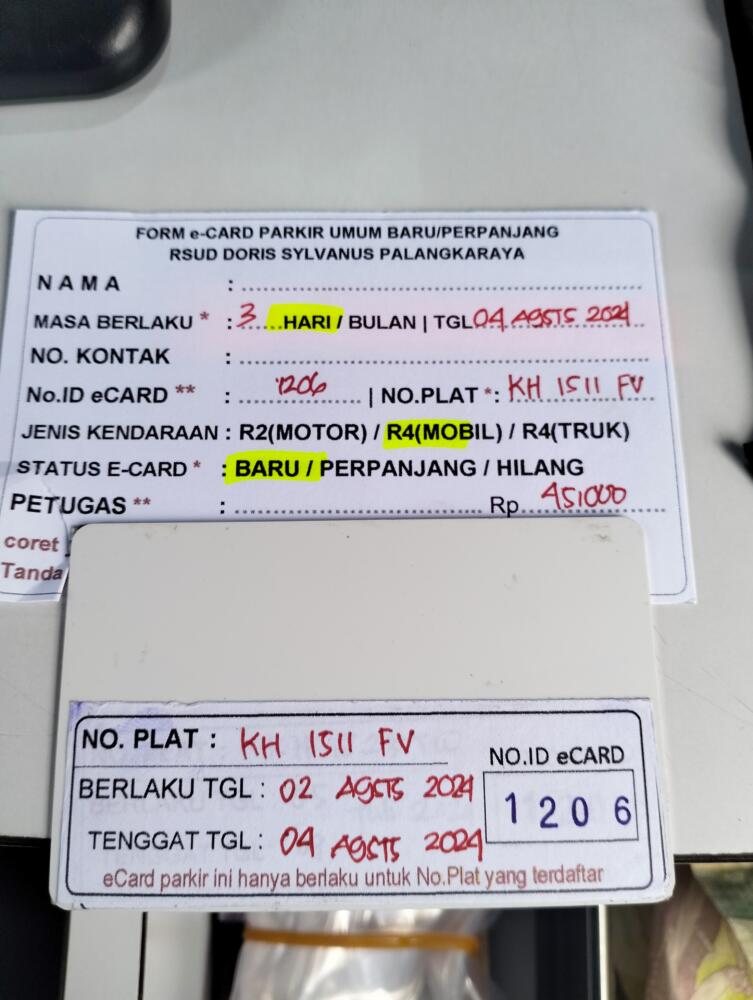 FORM e-CARD PARKIR UMUM BARU/PERPANJANG
RSUD DORIS SYLVANUS PALANGKARAYA
NAMA :
MASA BERLAKU * : 3 HARI / BULAN | TGL 04 AGSTS 2024
NO. KONTAK :
No.ID eCARD ** : 1206 | NO.PLAT *: KH 1511 FV
JENIS KENDARAAN : R2(MOTOR) / R4(MOBIL) / R4(TRUK)
STATUS E-CARD * : BARU / PERPANJANG / HILANG
PETUGAS ** : Rp. 451000
coret
Tanda
NO. PLAT : KH 1511 FV
NO.ID eCARD
BERLAKU TGL : 02 AGSTS 2024
1206
TENGGAT TGL : 04 AGSTS 2024
eCard parkir ini hanya berlaku untuk No.Plat yang terdaftar